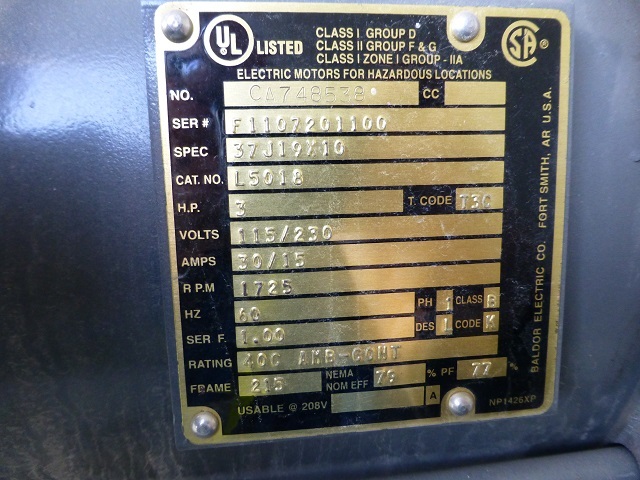 UL LISTED
CLASS I GROUP D
CLASS II GROUP F & G
CLASS I ZONE I GROUP - IIA
SA ®
ELECTRIC MOTORS FOR HAZARDOUS LOCATIONS
NO. CA748538 CC
SER # F1107201100
SPEC 37J19X10
CAT. NO. L5018
H.P. 3 T. CODE T3C
VOLTS 115/230
AMPS 30/15
R P M 1725
HZ 60 PH 1 CLASS B
SER F. 1.00 DES L CODE K
RATING 40C AMB-CONT
FRAME 215 NEMA NOM EFF 79 % PF 77
USABLE @ 208V A
NP1426XP
BALDOR ELECTRIC CO. FORT SMITH, AR U.S.A.